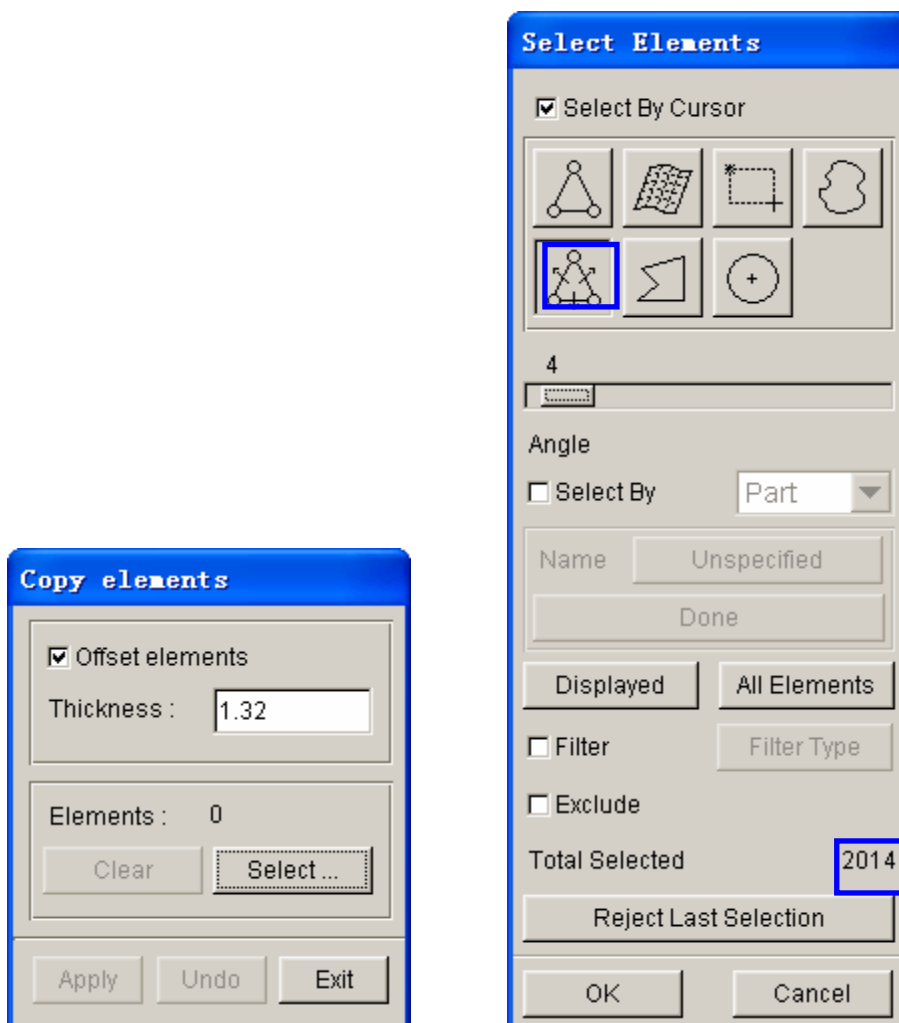 Select Elements
Select By Cursor
4
Angle
Select By Part
Name Unspecified
Done
Displayed All Elements
Filter Filter Type
Exclude
Total Selected 2014
Reject Last Selection
OK Cancel
Copy elements
Offset elements
Thickness : 1.32
Elements : 0
Clear Select ...
Apply Undo Exit